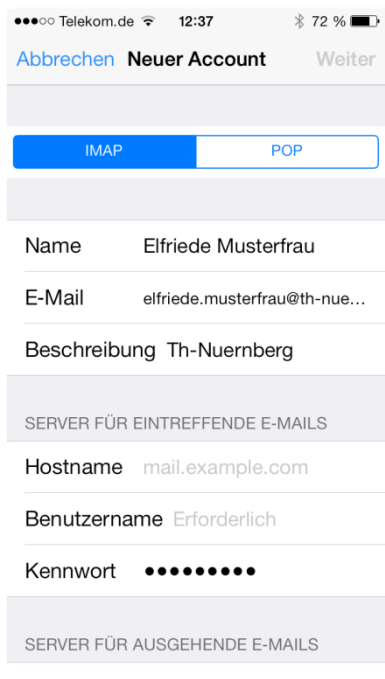 Telekom.de 12:37 72 %
Abbrechen Neuer Account Weiter
IMAP POP
Name Elfriede Musterfrau
E-Mail elfriede.musterfrau@th-nue...
Beschreibung Th-Nuernberg
SERVER FÜR EINTREFFENDE E-MAILS
Hostname mail.example.com
Benutzername Erforderlich
Kennwort ●●●●●●●●●
SERVER FÜR AUSGEHENDE E-MAILS